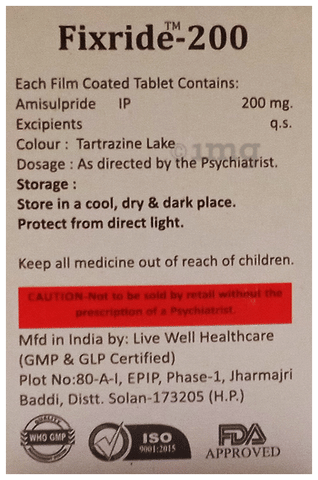 Fixride™-200
Each Film Coated Tablet Contains:
Amisulpride IP 200 mg.
Excipients q.s.
Colour : Tartrazine Lake
Dosage : As directed by the Psychiatrist.
Storage :
Store in a cool, dry & dark place.
Protect from direct light.
Keep all medicine out of reach of children.
CAUTION-Not to be sold by retail without the
prescription of a Psychiatrist.
Mfd in India by: Live Well Healthcare
(GMP & GLP Certified)
Plot No:80-A-I, EPIP, Phase-1, Jharmajri
Baddi, Distt. Solan-173205 (H.P.)
QUALITY
WHO GMP
ISO
9001:2015
FDA
APPROVED
1mg